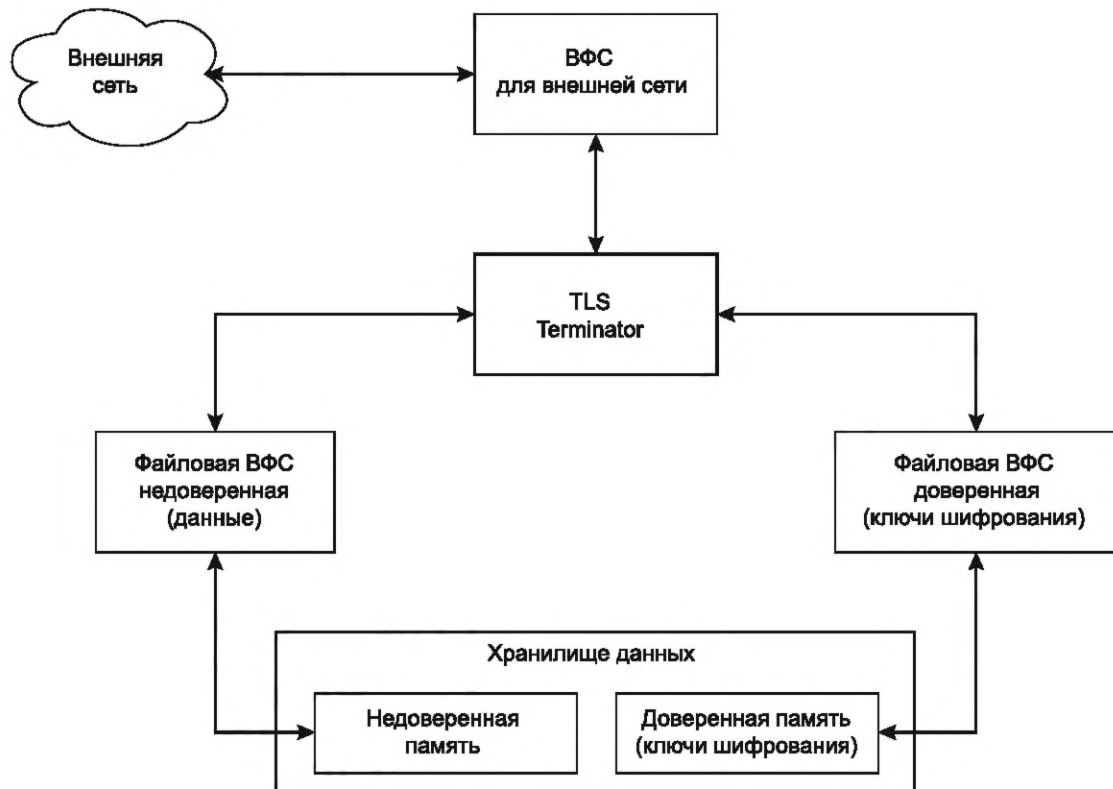 Внешняя
сеть
ВФС
для внешней сети
TLS
Terminator
Файловая ВФС
недоверенная
(данные)
Файловая ВФС
доверенная
(ключи шифрования)
Хранилище данных
Недоверенная
память
Доверенная память
(ключи шифрования)